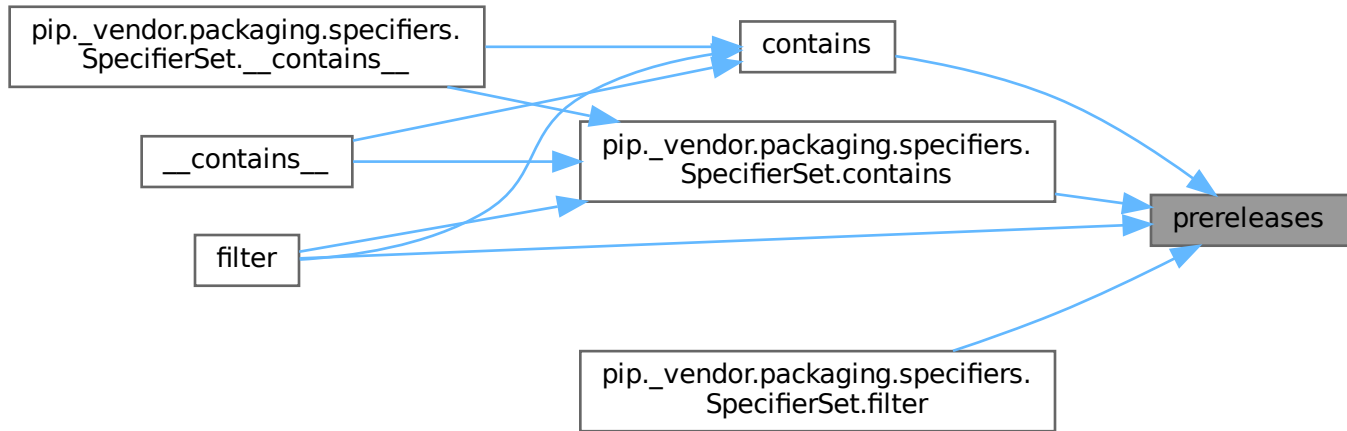 pip._vendor.packaging.specifiers.
SpecifierSet.__contains__
contains
__contains__
pip._vendor.packaging.specifiers.
SpecifierSet.contains
prereleases
filter
pip._vendor.packaging.specifiers.
SpecifierSet.filter